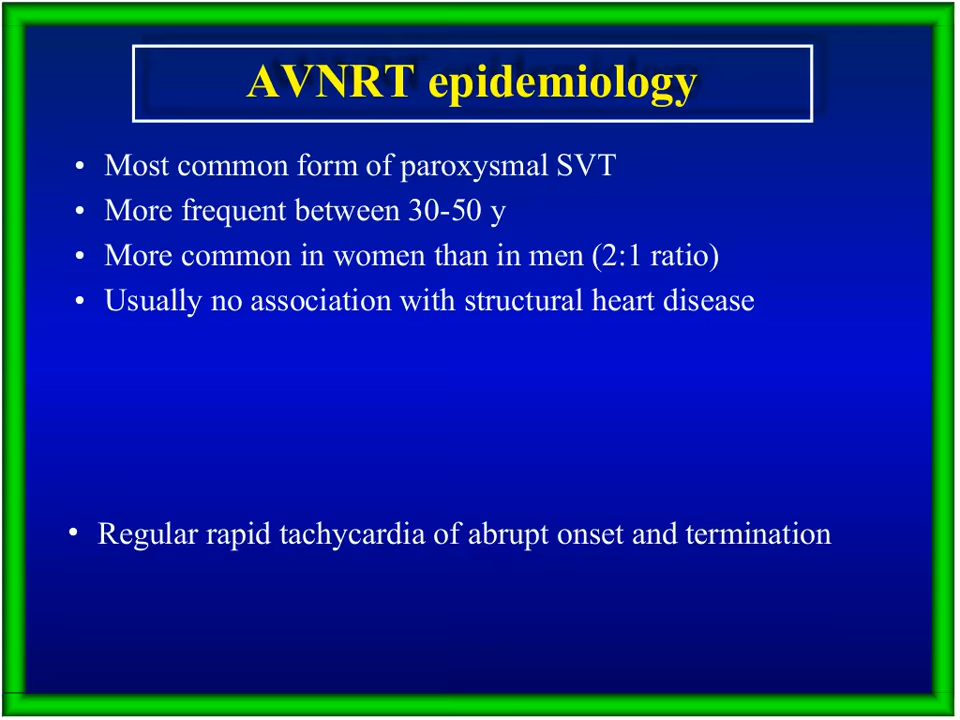 AVNRT epidemiology
• Most common form of paroxysmal SVT
• More frequent between 30-50 y
• More common in women than in men (2:1 ratio)
• Usually no association with structural heart disease
• Regular rapid tachycardia of abrupt onset and termination